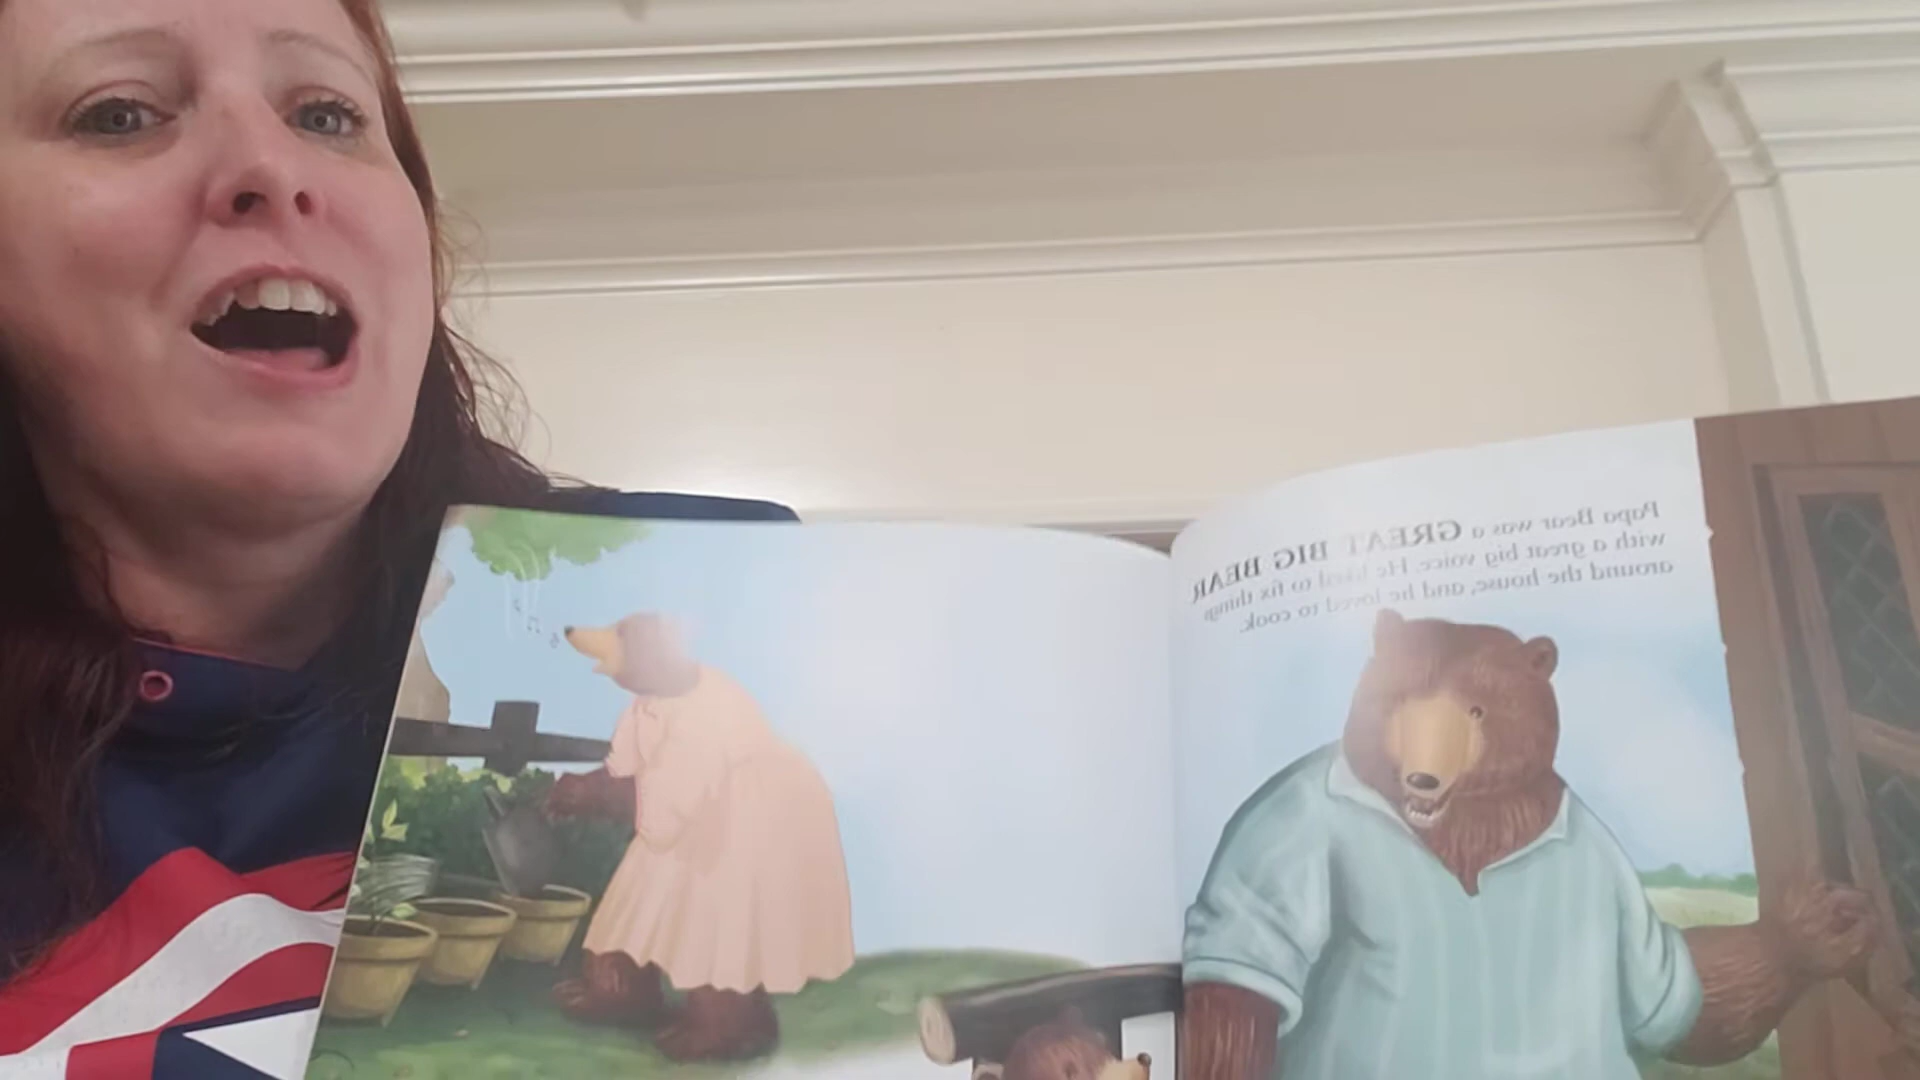 Papa Bear was a GREAT BIG BEAR
with a great big voice. He liked to fix things
around the house, and he loved to cook.